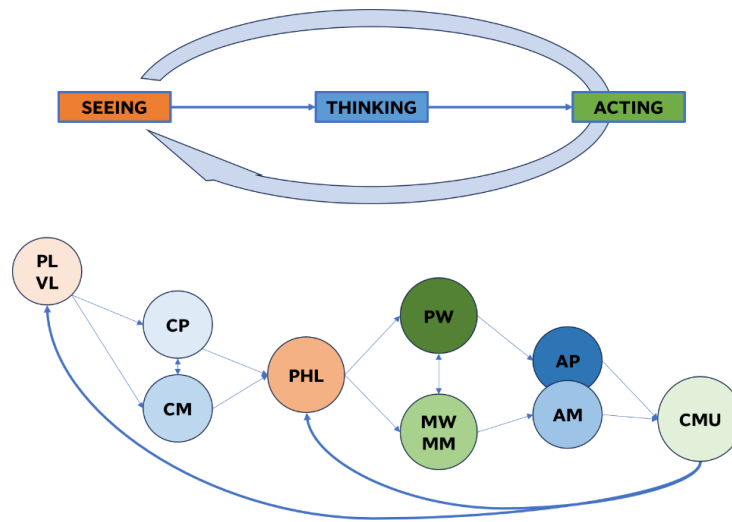 SEEING
THINKING
ACTING
PL
VL
CP
CM
PHL
PW
MW
MM
AP
AM
CMU